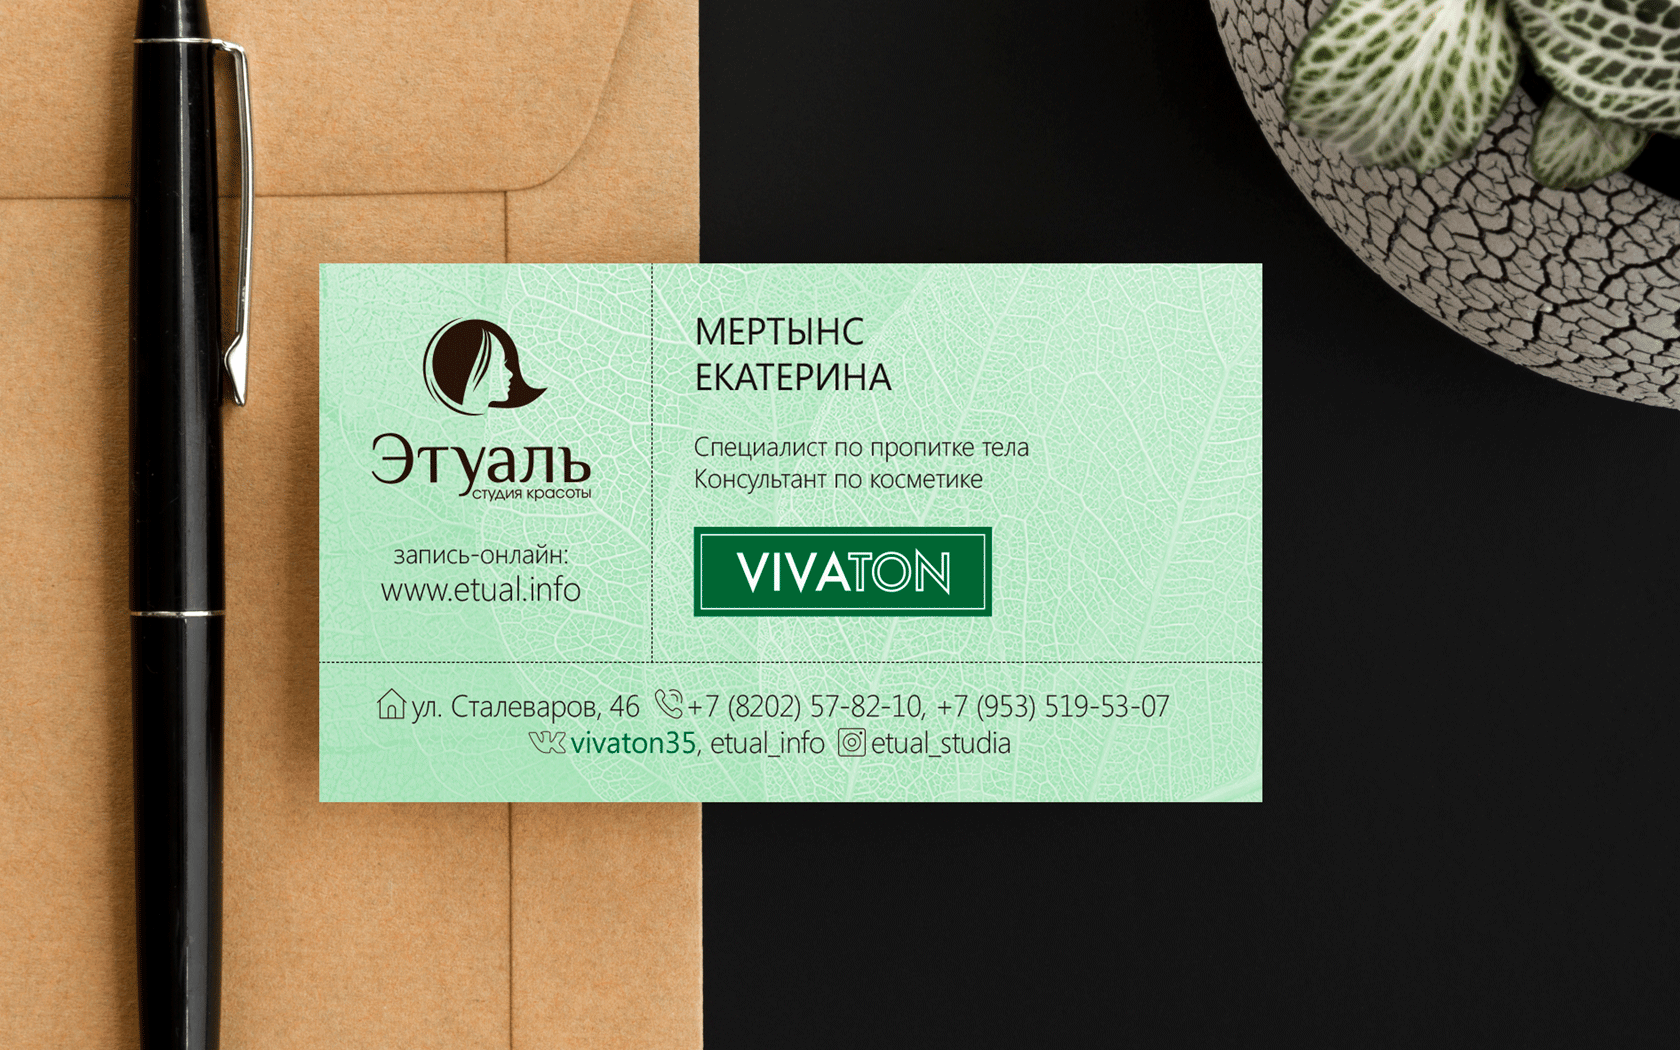 Этуаль
студия красоты
запись-онлайн:
www.etual.info
МЕРТЫНС
ЕКАТЕРИНА
Специалист по пропитке тела
Консультант по косметике
VIVATON
ул. Сталеваров, 46 +7 (8202) 57-82-10, +7 (953) 519-53-07
vivaton35, etual_info etual_studia